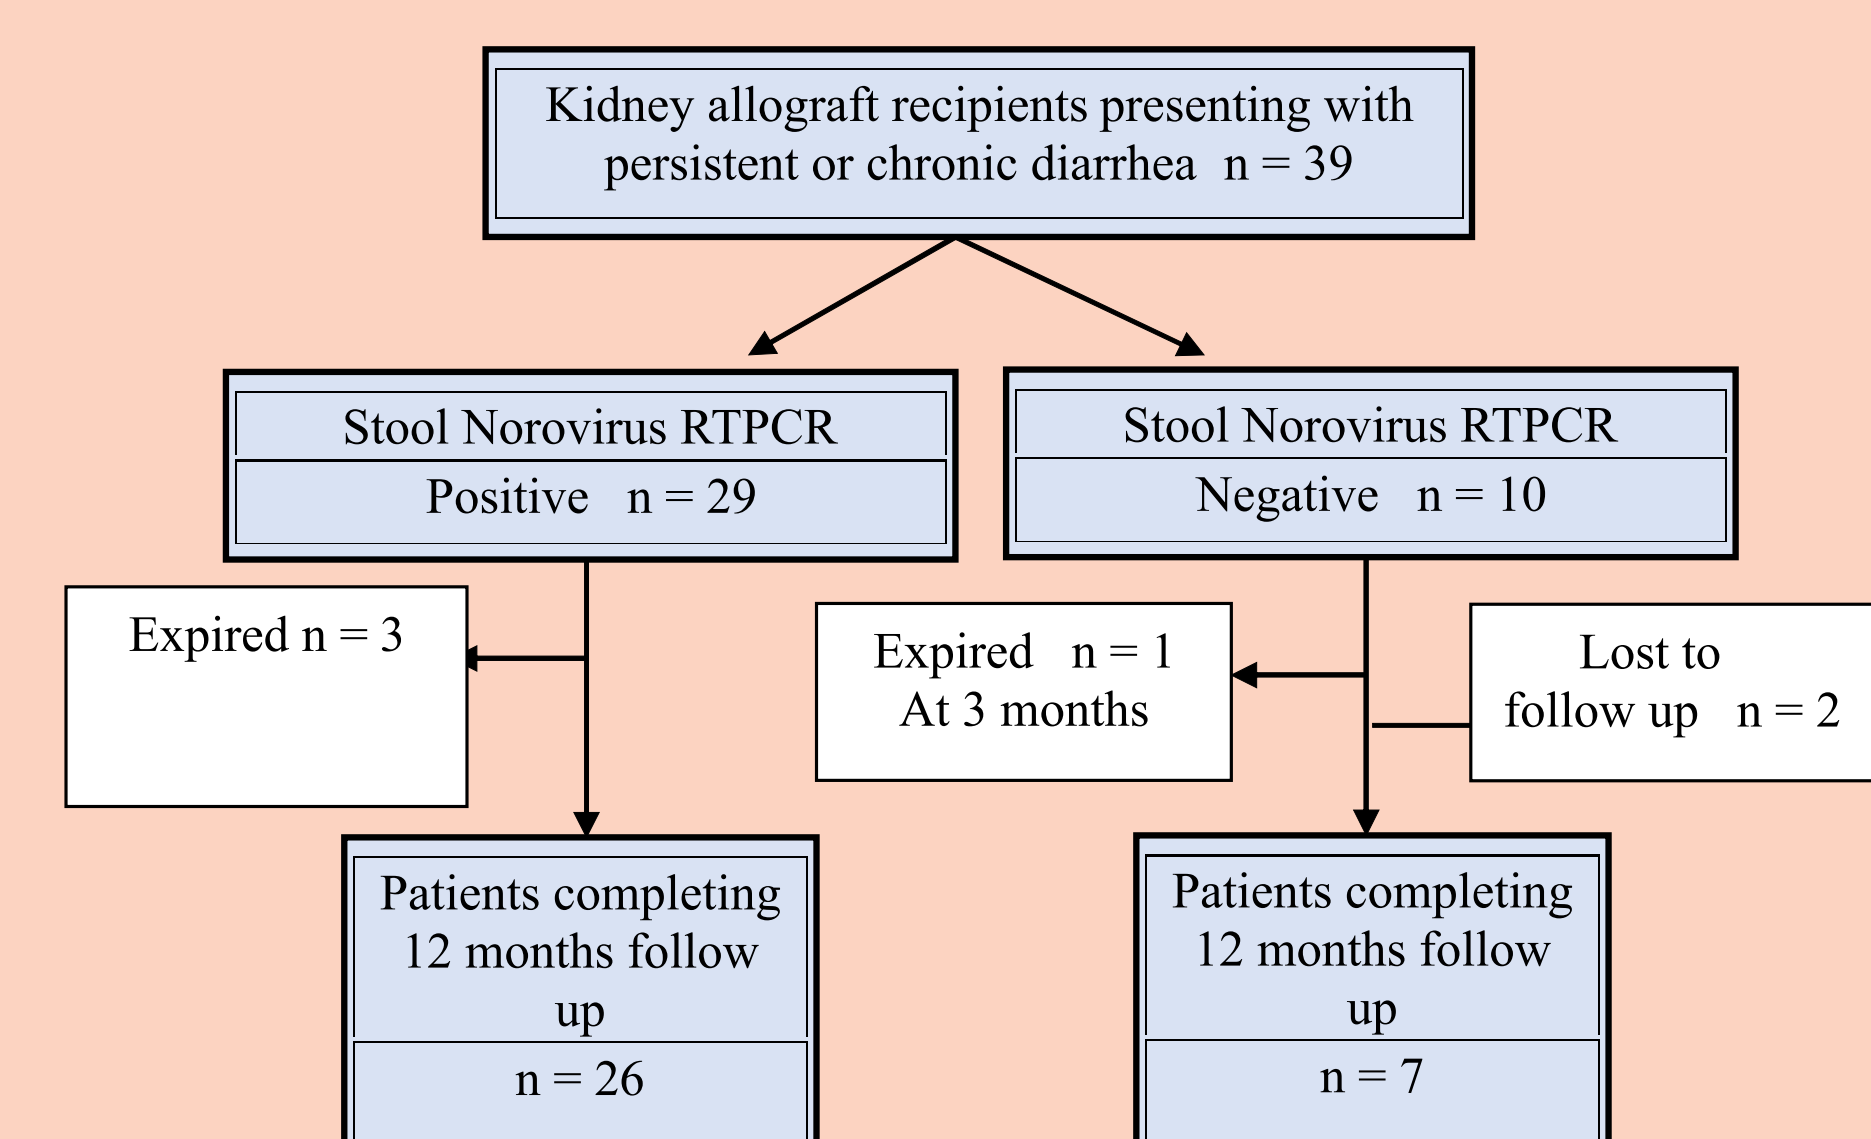 Kidney allograft recipients presenting with
persistent or chronic diarrhea n = 39
Stool Norovirus RTPCR
Positive n = 29
Stool Norovirus RTPCR
Negative n = 10
Expired n = 3
Expired n = 1
At 3 months
Lost to
follow up n = 2
Patients completing
12 months follow
up
n = 26
Patients completing
12 months follow
up
n = 7